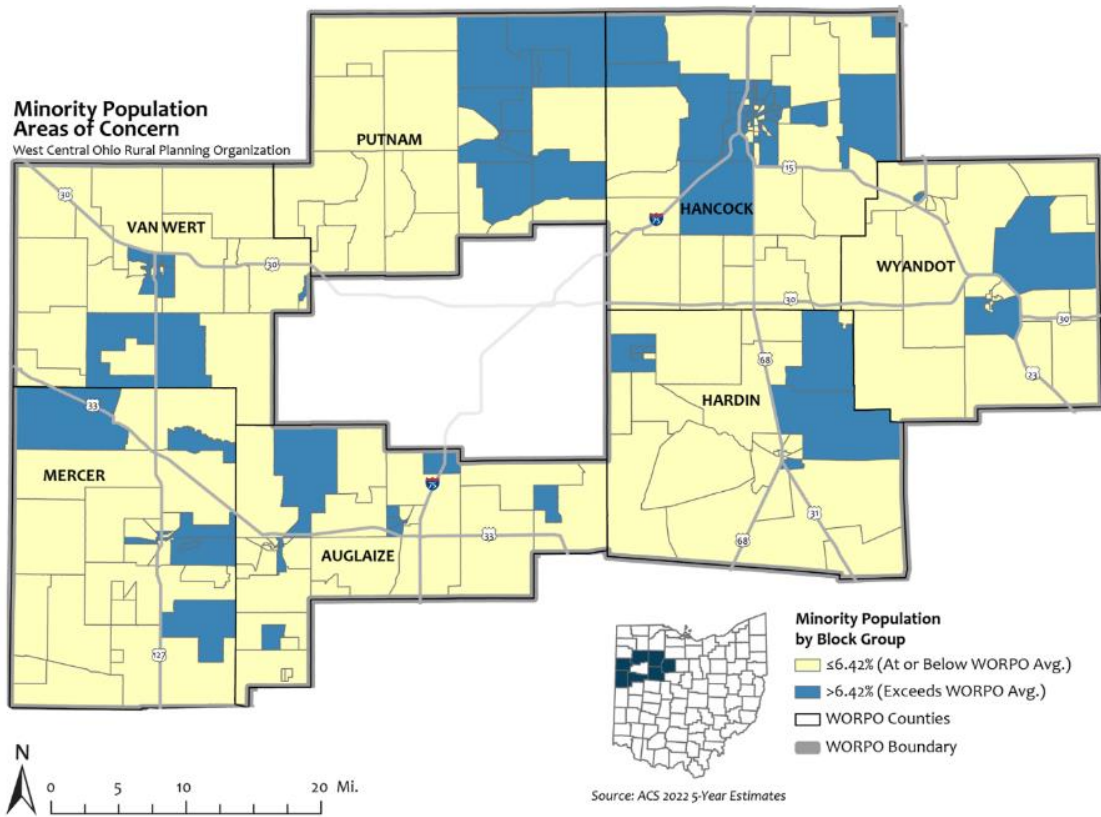 Minority Population
Areas of Concern
West Central Ohio Rural Planning Organization
PUTNAM
30
VAN WERT
30
15
75
HANCOCK
WYANDOT
30
30
33
68
23
HARDIN
MERCER
75
31
33
68
AUGLAIZE
127
Minority Population
by Block Group
≤6.42% (At or Below WORPO Avg.)
>6.42% (Exceeds WORPO Avg.)
WORPO Counties
WORPO Boundary
N
0 5 10 20 Mi.
Source: ACS 2022 5-Year Estimates